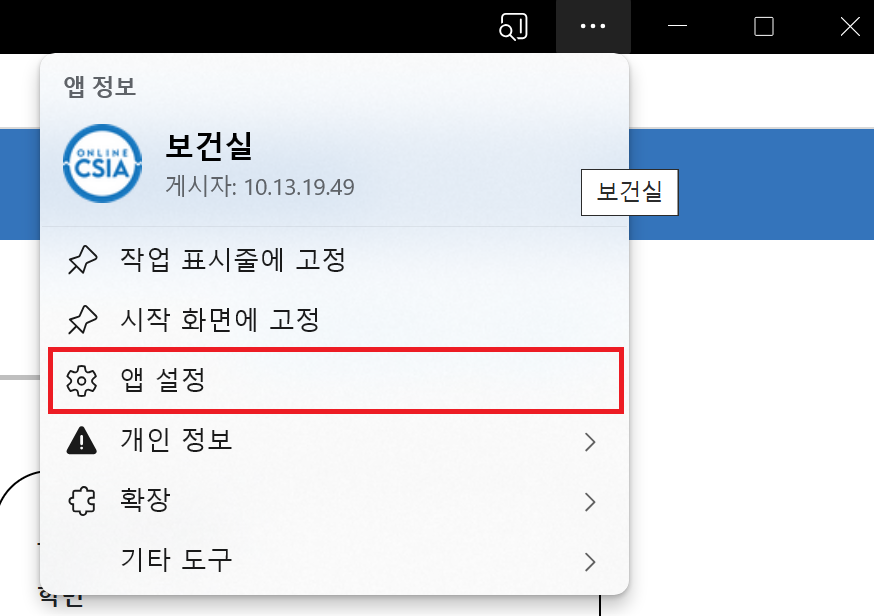 앱 정보
ONLINE
CSIA
보건실
게시자: 10.13.19.49
보건실
작업 표시줄에 고정
시작 화면에 고정
앱 설정
개인 정보
확장
기타 도구